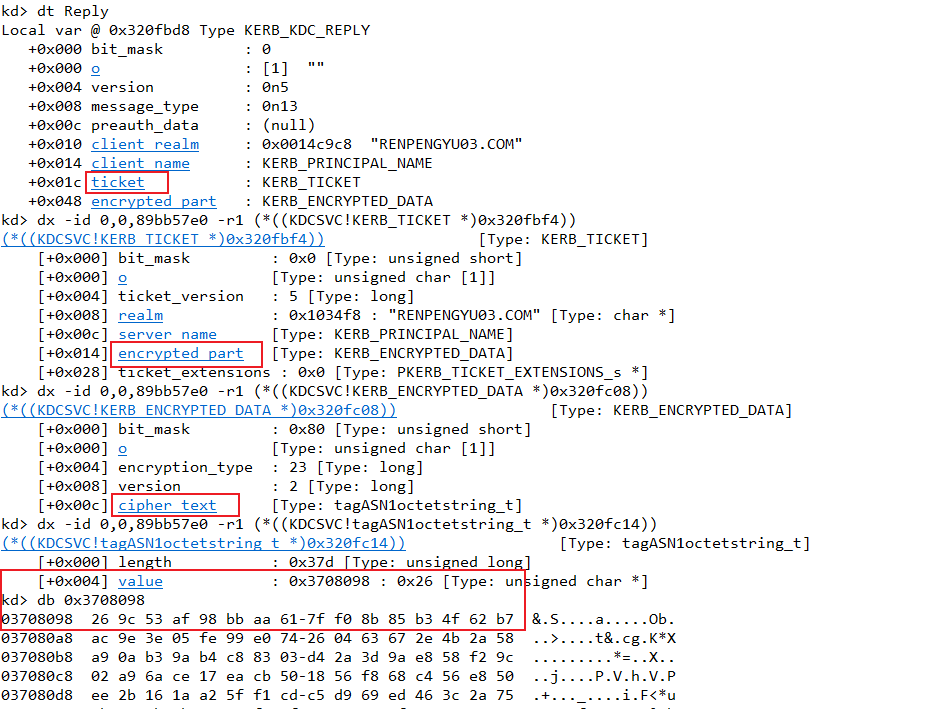 kd> dt Reply
Local var @ 0x320fbd8 Type KERB_KDC_REPLY
   +0x000 bit_mask         : 0
   +0x000 o                : [1]  ""
   +0x004 version          : 0n5
   +0x008 message_type     : 0n13
   +0x00c preauth_data     : (null)
   +0x010 client_realm     : 0x0014c9c8  "RENPENGYU03.COM"
   +0x014 client_name      : KERB_PRINCIPAL_NAME
   +0x01c ticket           : KERB_TICKET
   +0x048 encrypted_part   : KERB_ENCRYPTED_DATA
kd> dx -id 0,0,89bb57e0 -r1 (*((KDCSVC!KERB_TICKET *)0x320fbf4))
(*((KDCSVC!KERB_TICKET *)0x320fbf4))                 [Type: KERB_TICKET]
    [+0x000] bit_mask         : 0x0 [Type: unsigned short]
    [+0x000] o                [Type: unsigned char [1]]
    [+0x004] ticket_version   : 5 [Type: long]
    [+0x008] realm            : 0x1034f8 : "RENPENGYU03.COM" [Type: char *]
    [+0x00c] server_name      [Type: KERB_PRINCIPAL_NAME]
    [+0x014] encrypted_part   [Type: KERB_ENCRYPTED_DATA]
    [+0x028] ticket_extensions : 0x0 [Type: PKERB_TICKET_EXTENSIONS_s *]
kd> dx -id 0,0,89bb57e0 -r1 (*((KDCSVC!KERB_ENCRYPTED_DATA *)0x320fc08))
(*((KDCSVC!KERB_ENCRYPTED_DATA *)0x320fc08))                 [Type: KERB_ENCRYPTED_DATA]
    [+0x000] bit_mask         : 0x80 [Type: unsigned short]
    [+0x000] o                [Type: unsigned char [1]]
    [+0x004] encryption_type  : 23 [Type: long]
    [+0x008] version          : 2 [Type: long]
    [+0x00c] cipher_text      [Type: tagASN1octetstring_t]
kd> dx -id 0,0,89bb57e0 -r1 (*((KDCSVC!tagASN1octetstring_t *)0x320fc14))
(*((KDCSVC!tagASN1octetstring_t *)0x320fc14))                 [Type: tagASN1octetstring_t]
    [+0x000] length           : 0x37d [Type: unsigned long]
    [+0x004] value            : 0x3708098 : 0x26 [Type: unsigned char *]
kd> db 0x3708098
03708098  26 9c 53 af 98 bb aa 61-7f f0 8b 85 b3 4f 62 b7  &.S....a.....Ob.
037080a8  ac 9e 3e 05 fe 99 e0 74-26 04 63 67 2e 4b 2a 58  ..>....t&.cg.K*X
037080b8  a9 0a b3 9a b4 c8 83 03-d4 2a 3d 9a e8 58 f2 9c  .........*=..X..
037080c8  02 a9 6a ce 17 ea cb 50-18 56 f8 68 c4 56 e8 50  ..j....P.V.h.V.P
037080d8  ee 2b 16 1a a2 5f f1 cd-c5 d9 69 ed 46 3c 2a 75  .+..._....i.F<*u